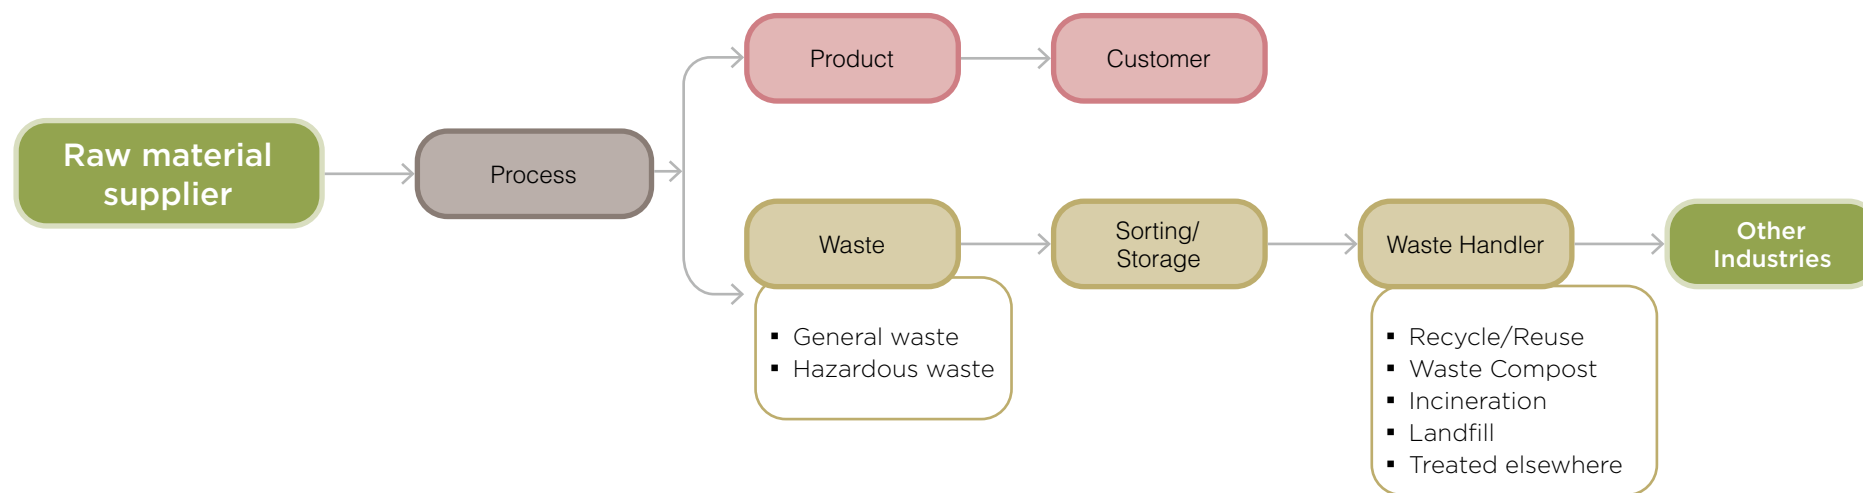 Raw material
supplier
Process
Product
Customer
Waste
▪ General waste
▪ Hazardous waste
Sorting/
Storage
Waste Handler
▪ Recycle/Reuse
▪ Waste Compost
▪ Incineration
▪ Landfill
▪ Treated elsewhere
Other
Industries